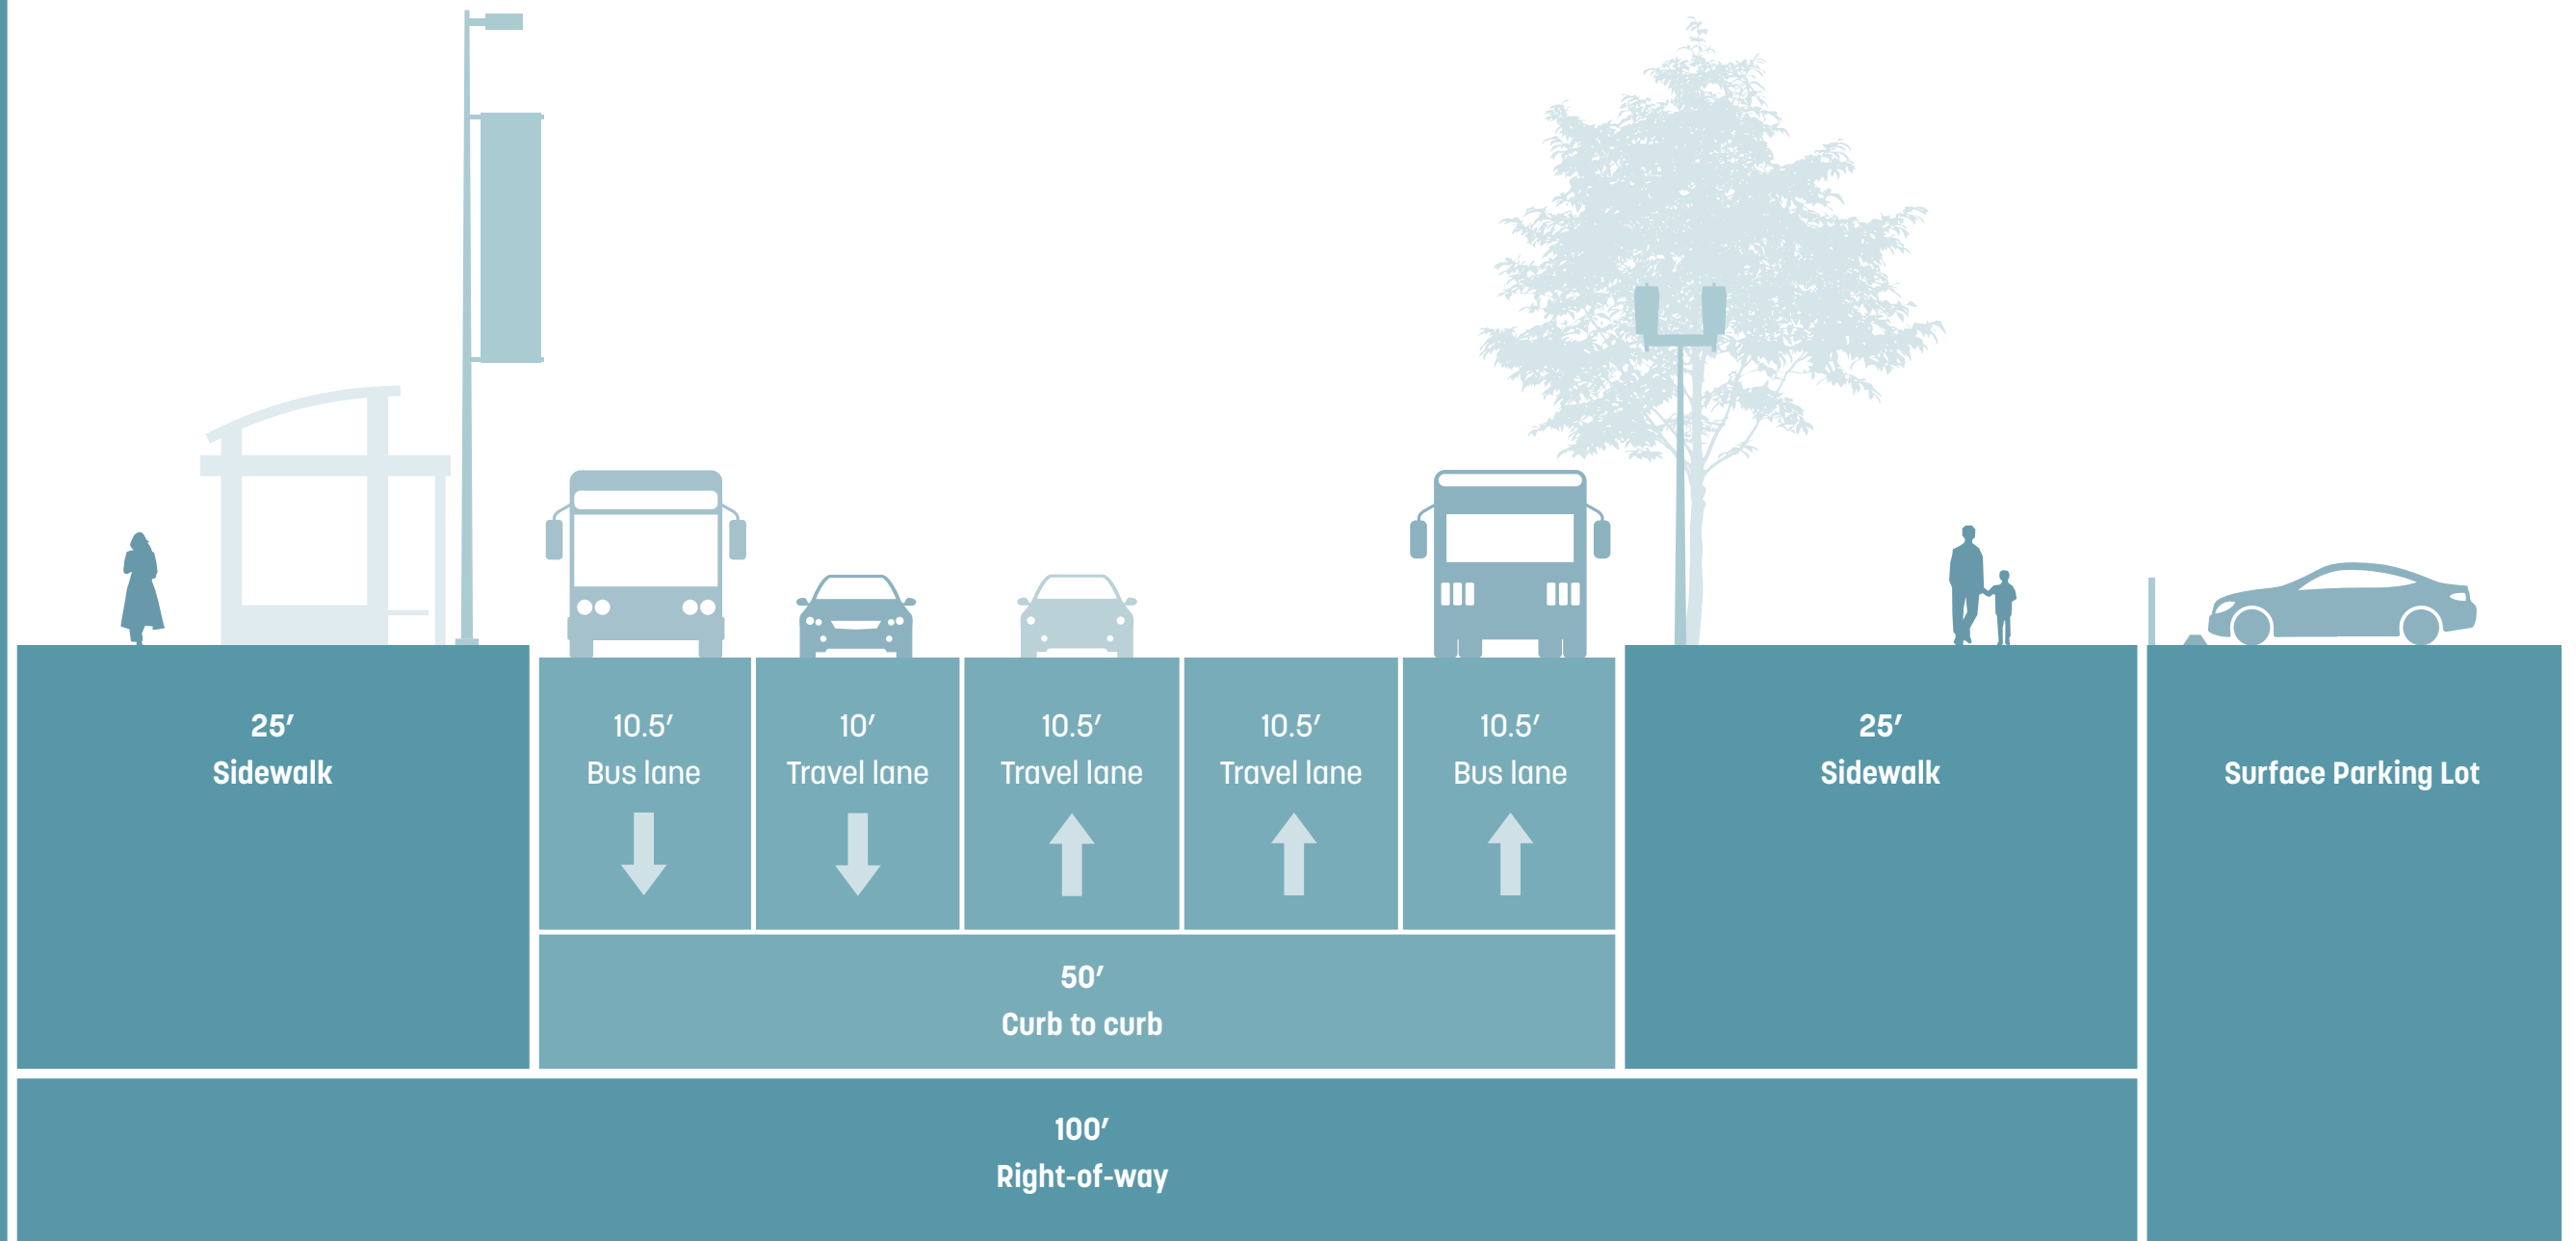 25′
Sidewalk
10.5′
Bus lane
10′
Travel lane
10.5′
Travel lane
10.5′
Travel lane
10.5′
Bus lane
25′
Sidewalk
Surface Parking Lot
50′
Curb to curb
100′
Right-of-way